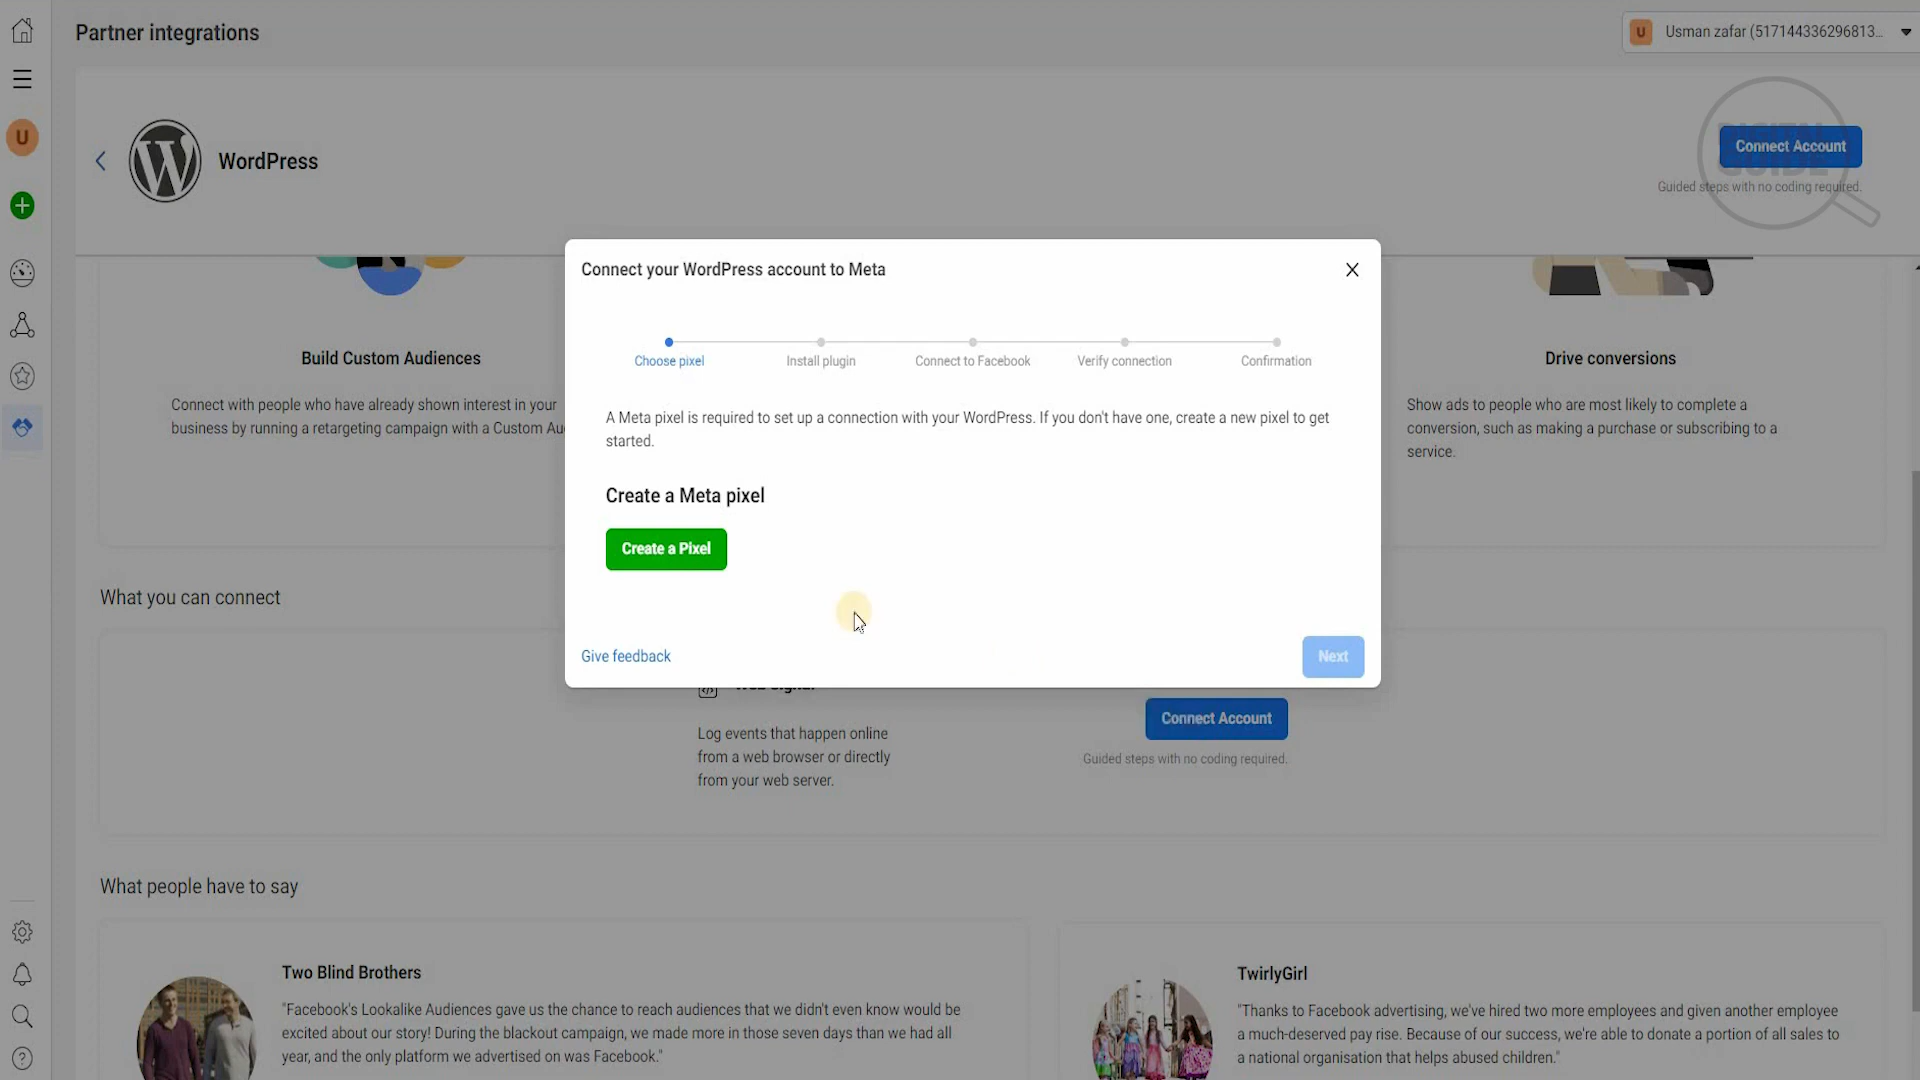 Partner integrations
U
Usman zafar (517144336296813...
U
WordPress
DIGITAL
GUIDE
Connect Account
Guided steps with no coding required.
Connect your WordPress account to Meta
Choose pixel
Install plugin
Connect to Facebook
Verify connection
Confirmation
A Meta pixel is required to set up a connection with your WordPress. If you don't have one, create a new pixel to get
started.
Create a Meta pixel
Create a Pixel
Give feedback
Next
Build Custom Audiences
Connect with people who have already shown interest in your
business by running a retargeting campaign with a Custom Au
Drive conversions
Show ads to people who are most likely to complete a
conversion, such as making a purchase or subscribing to a
service.
What you can connect
Log events that happen online
from a web browser or directly
from your web server.
Connect Account
Guided steps with no coding required.
What people have to say
Two Blind Brothers
"Facebook's Lookalike Audiences gave us the chance to reach audiences that we didn't even know would be
excited about our story! During the blackout campaign, we made more in those seven days than we had all
year, and the only platform we advertised on was Facebook."
TwirlyGirl
"Thanks to Facebook advertising, we've hired two more employees and given another employee
a much-deserved pay rise. Because of our success, we're able to donate a portion of all sales to
a national organisation that helps abused children."